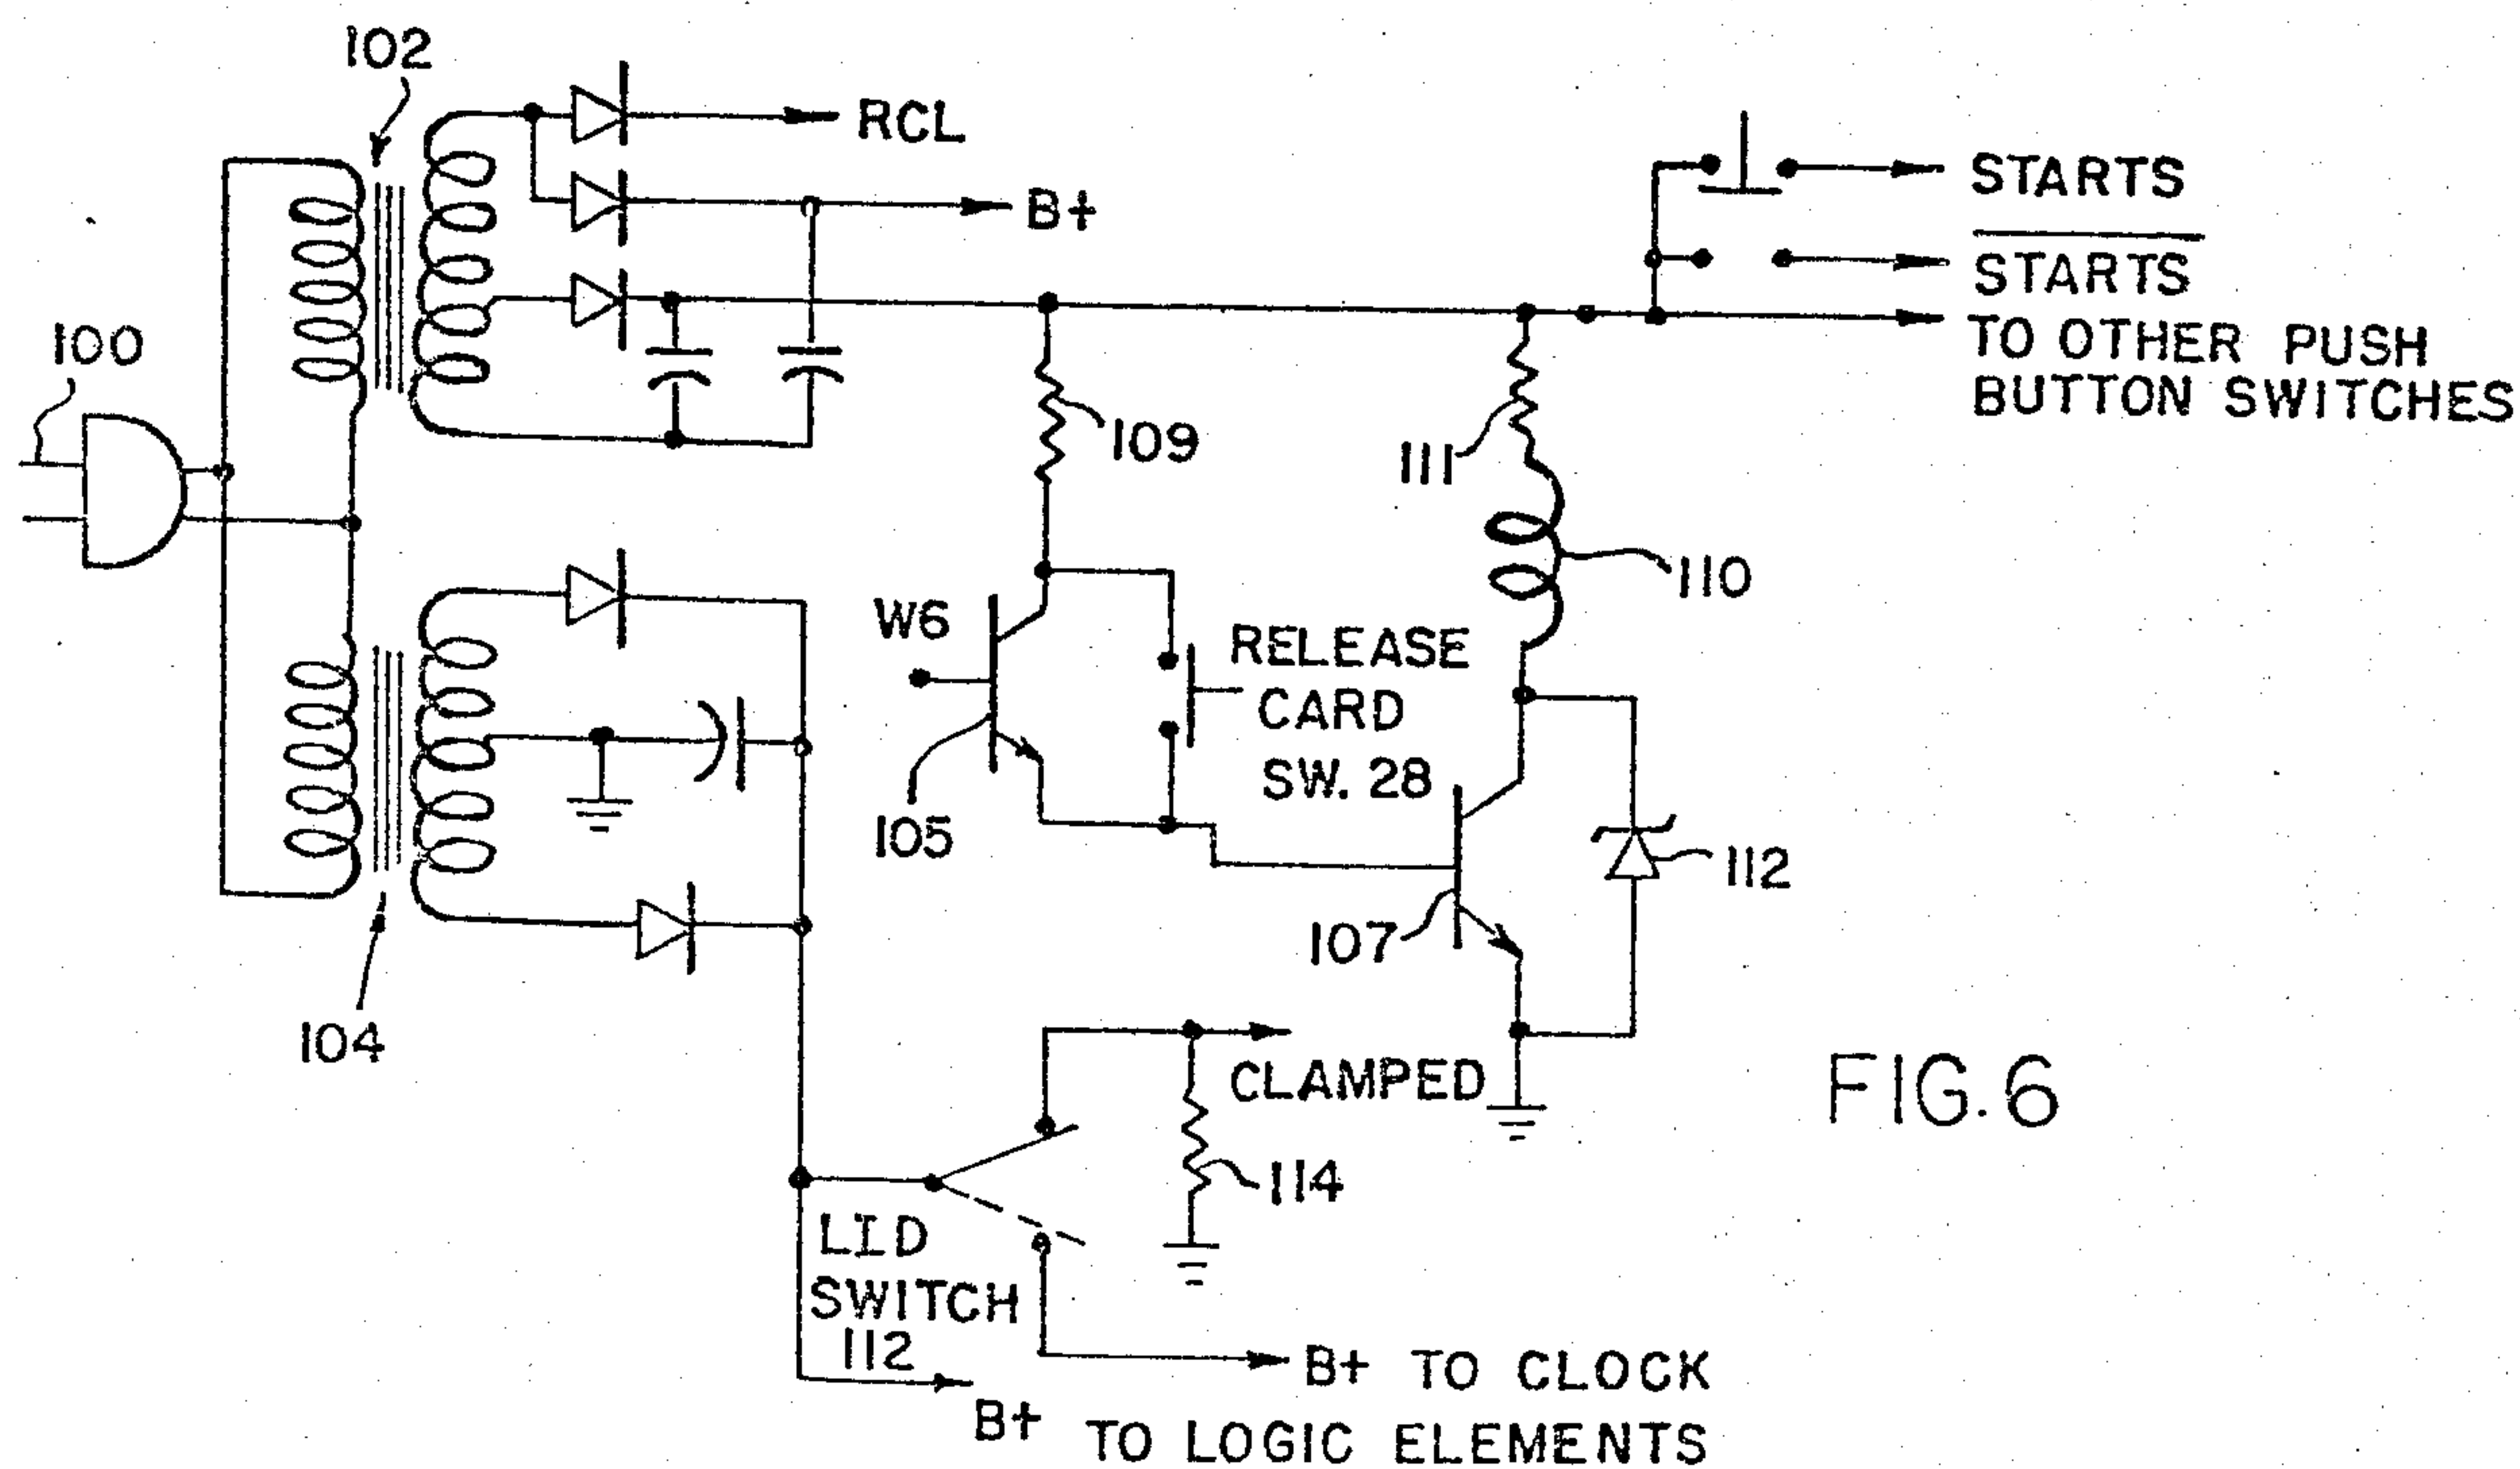 102
RCL
B+
STARTS
STARTS
TO OTHER PUSH
BUTTON SWITCHES
100
109
111
110
W6
RELEASE
CARD
SW. 28
105
107
112
104
CLAMPED
FIG. 6
114
LID
SWITCH
112
B+ TO CLOCK
B+ TO LOGIC ELEMENTS